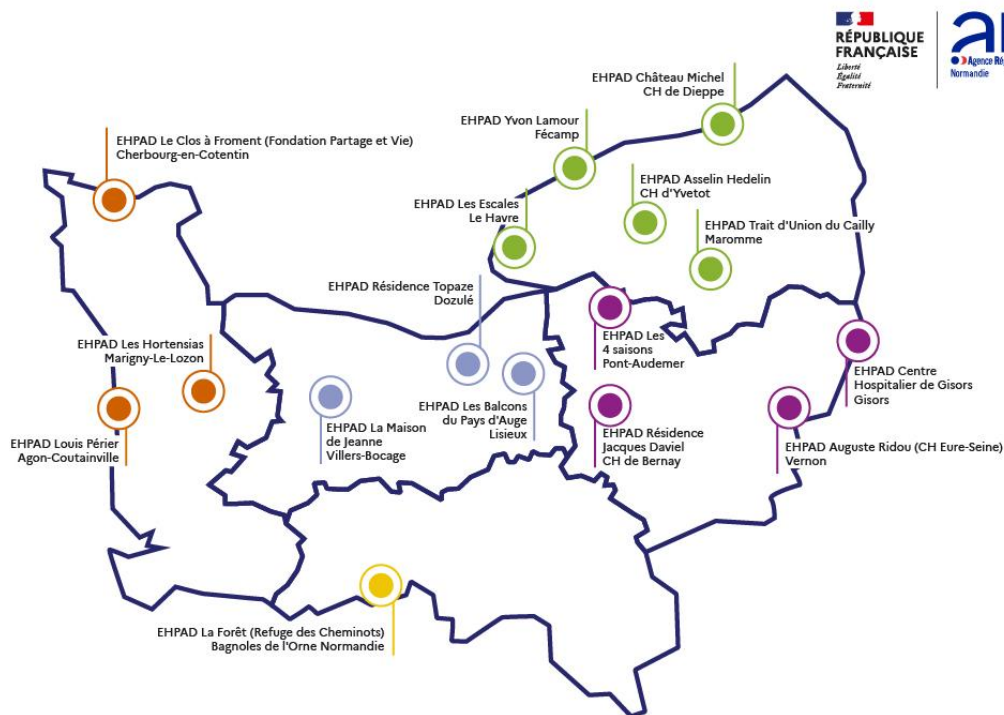 RÉPUBLIQUE
FRANÇAISE
Liberté
Égalité
Fraternité
Normandie
EHPAD Château Michel
CH de Dieppe
EHPAD Yvon Lamour
Fécamp
EHPAD Le Clos à Froment (Fondation Partage et Vie)
Cherbourg-en-Cotentin
EHPAD Asselin Hedelin
CH d'Yvetot
EHPAD Les Escales
Le Havre
EHPAD Trait d'Union du Cailly
Maromme
EHPAD Résidence Topaze
Dozulé
EHPAD Les
4 saisons
Pont-Audemer
EHPAD Les Hortensias
Marigny-Le-Lozon
EHPAD Centre
Hospitalier de Gisors
Gisors
EHPAD Les Balcons
du Pays d'Auge
Lisieux
EHPAD La Maison
de Jeanne
Villers-Bocage
EHPAD Résidence
Jacques Daviel
CH de Bernay
EHPAD Louis Périer
Agon-Coutainville
EHPAD Auguste Ridou (CH Eure-Seine)
Vernon
EHPAD La Forêt (Refuge des Cheminots)
Bagnoles de l'Orne Normandie